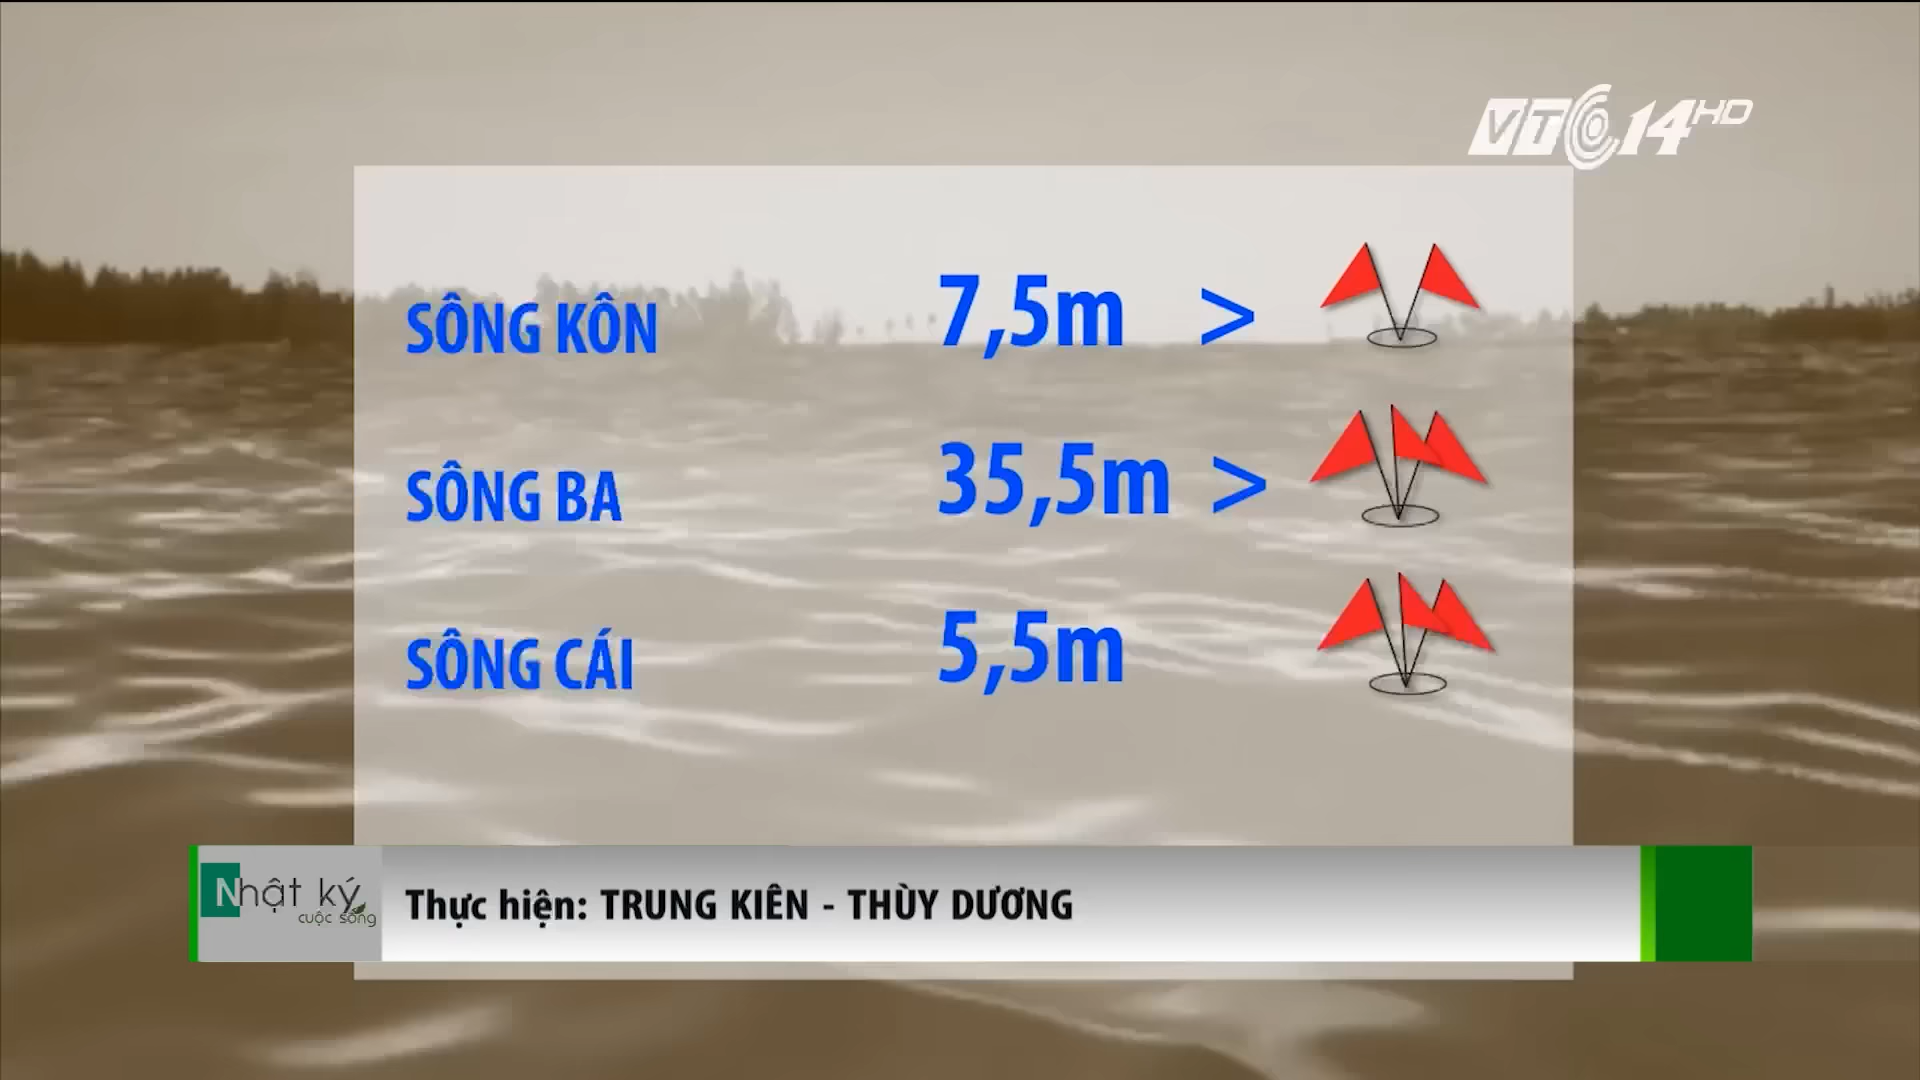 VTC14 HD
SÔNG KÔN 7,5m >
SÔNG BA 35,5m >
SÔNG CÁI 5,5m
Nhật ký
cuộc sống
Thực hiện: TRUNG KIÊN - THÙY DƯƠNG